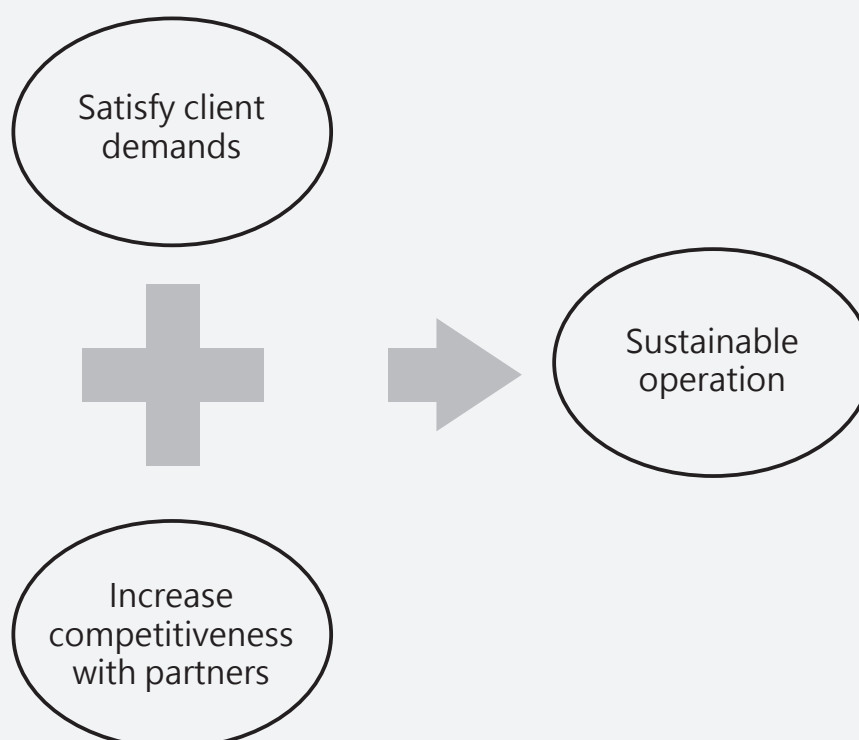 Satisfy client
demands
Sustainable
operation
Increase
competitiveness
with partners